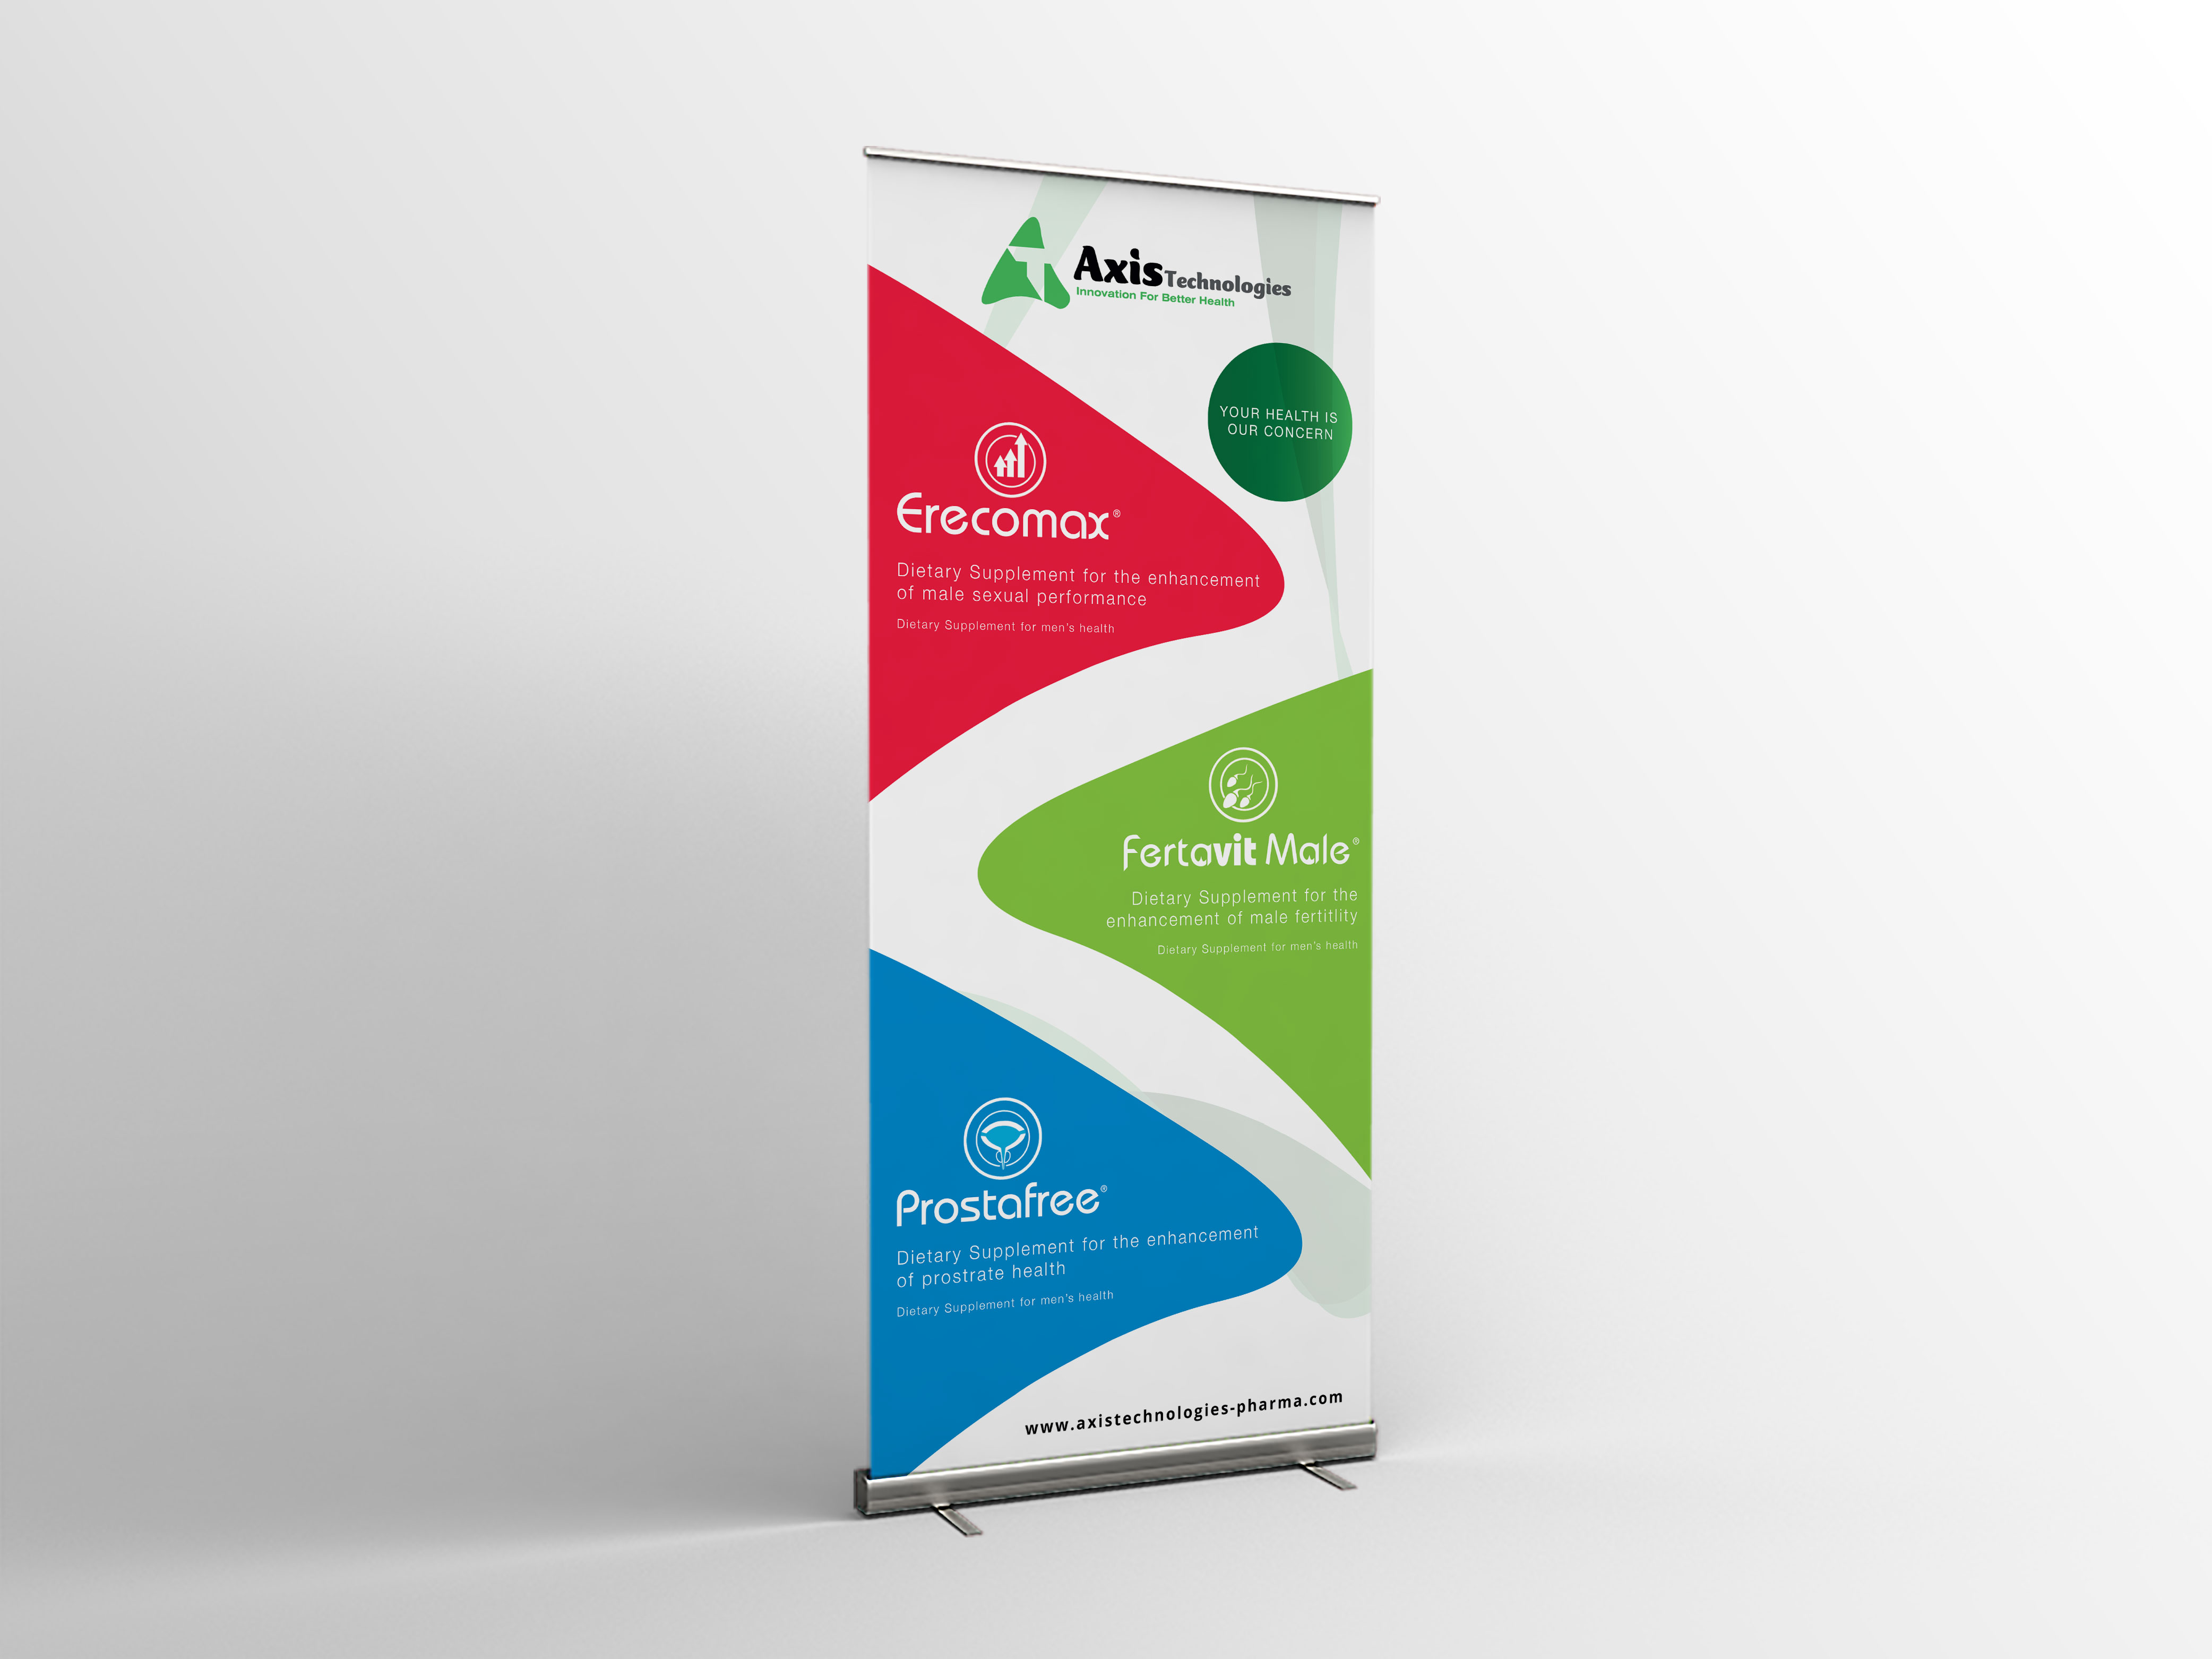 Axis Technologies
Innovation For Better Health
YOUR HEALTH IS
OUR CONCERN
Erecomax®
Dietary Supplement for the enhancement
of male sexual performance
Dietary Supplement for men's health
Fertavit Male®
Dietary Supplement for the
enhancement of male fertitlity
Dietary Supplement for men's health
Prostafree®
Dietary Supplement for the enhancement
of prostrate health
Dietary Supplement for men's health
www.axistechnologies-pharma.com